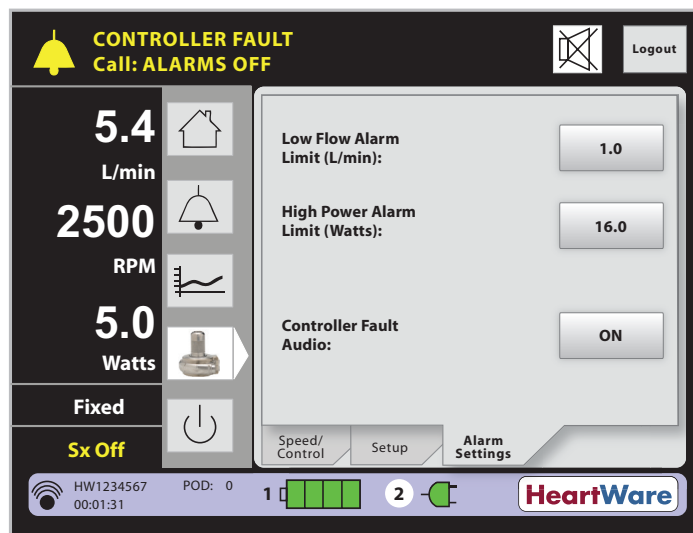 CONTROLLER FAULT
Call: ALARMS OFF
Logout
5.4
L/min
2500
RPM
5.0
Watts
Fixed
Sx Off
Low Flow Alarm
Limit (L/min):
1.0
High Power Alarm
Limit (Watts):
16.0
Controller Fault
Audio:
ON
Speed/
Control
Setup
Alarm
Settings
HW1234567
00:01:31
POD: 0
1
2
HeartWare